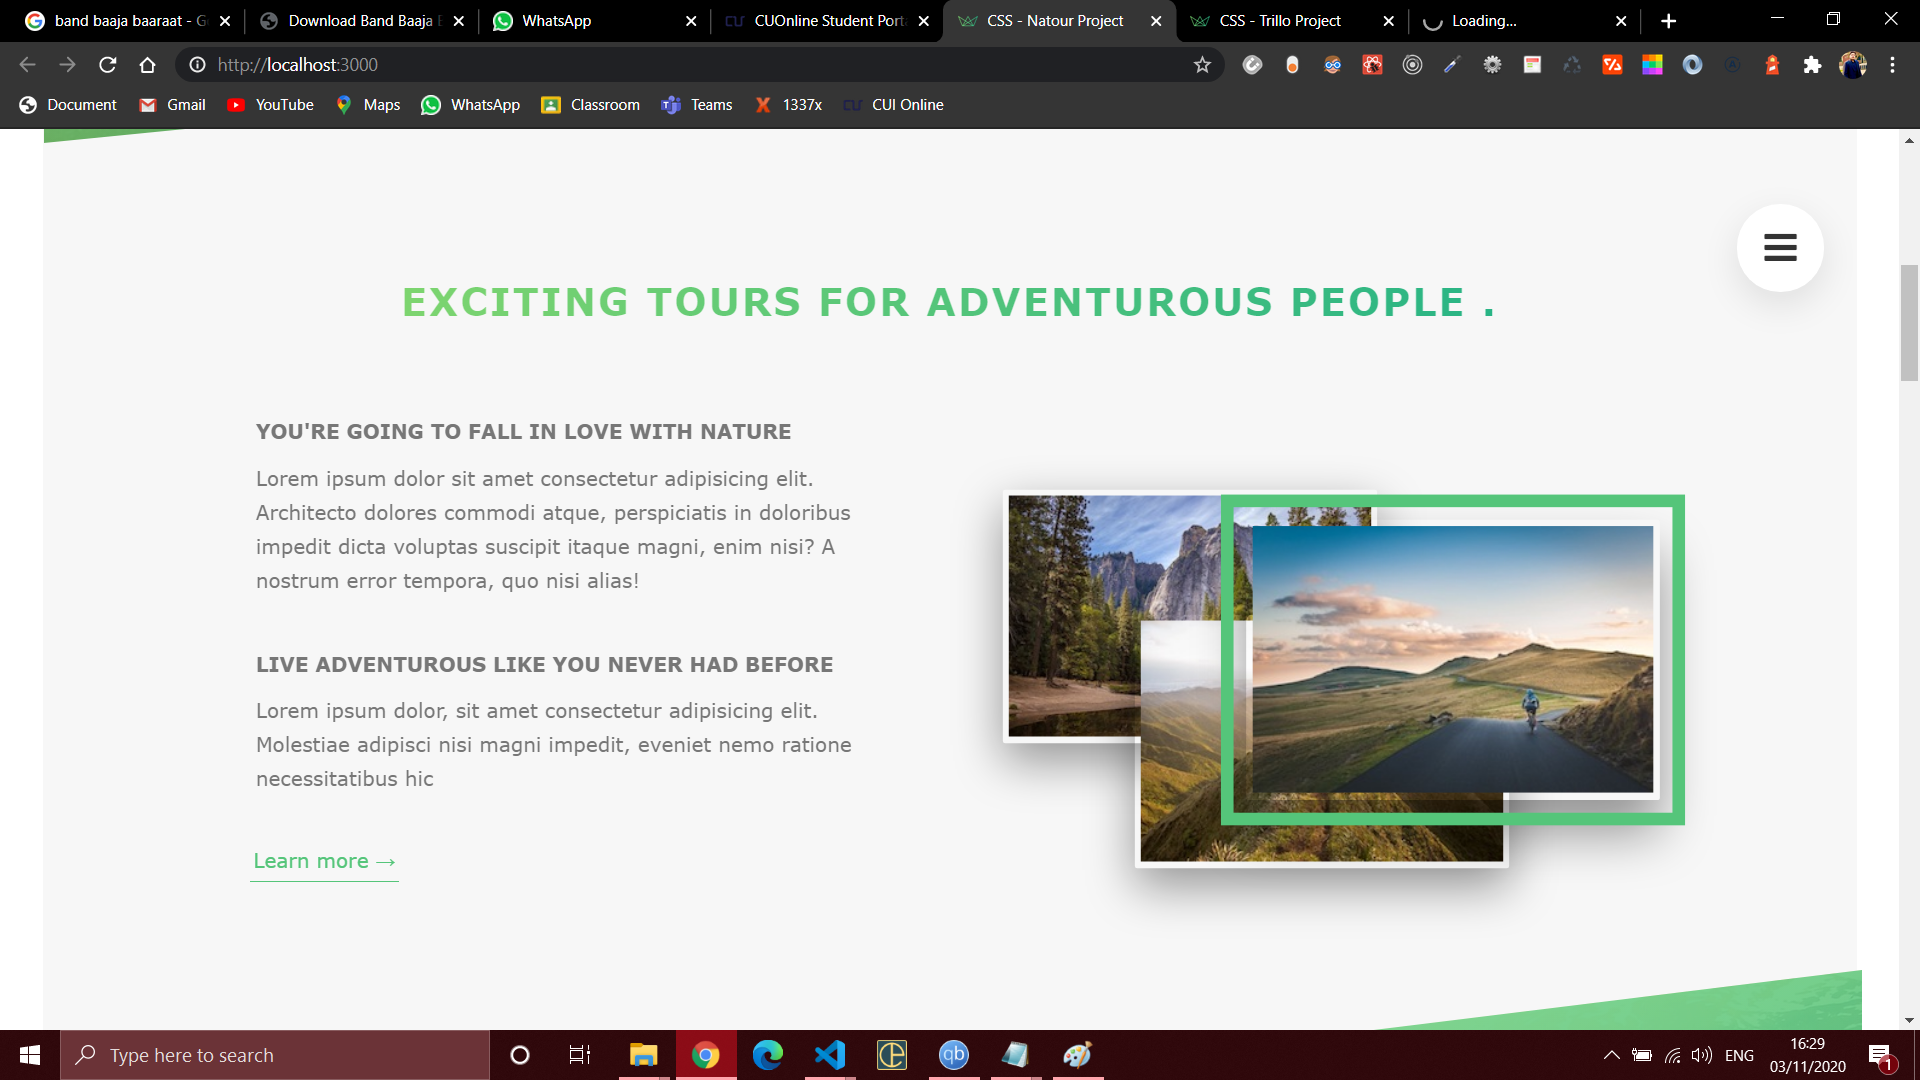 band baaja baaraat - G
Download Band Baaja
WhatsApp
CUOnline Student Port
CSS - Natour Project
CSS - Trillo Project
Loading...
http://localhost:3000
Document
Gmail
YouTube
Maps
WhatsApp
Classroom
Teams
1337x
CUI Online
EXCITING TOURS FOR ADVENTUROUS PEOPLE .
YOU'RE GOING TO FALL IN LOVE WITH NATURE
Lorem ipsum dolor sit amet consectetur adipisicing elit.
Architecto dolores commodi atque, perspiciatis in doloribus
impedit dicta voluptas suscipit itaque magni, enim nisi? A
nostrum error tempora, quo nisi alias!
LIVE ADVENTUROUS LIKE YOU NEVER HAD BEFORE
Lorem ipsum dolor, sit amet consectetur adipisicing elit.
Molestiae adipisci nisi magni impedit, eveniet nemo ratione
necessitatibus hic
Learn more →
Type here to search
qb
ENG
16:29
03/11/2020
1